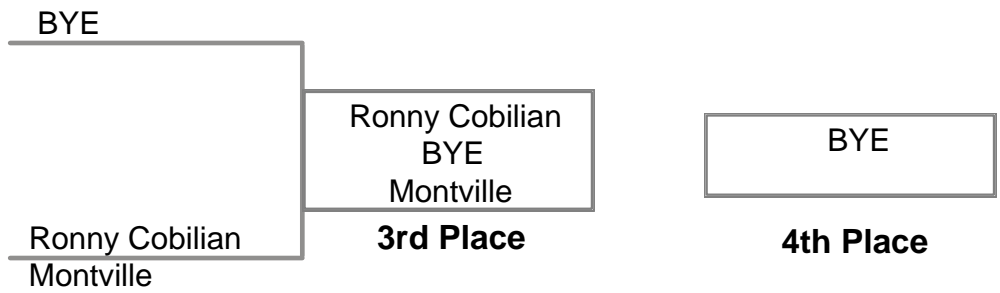 BYE
Ronny Cobilian
Montville
Ronny Cobilian
BYE
Montville
3rd Place
BYE
4th Place